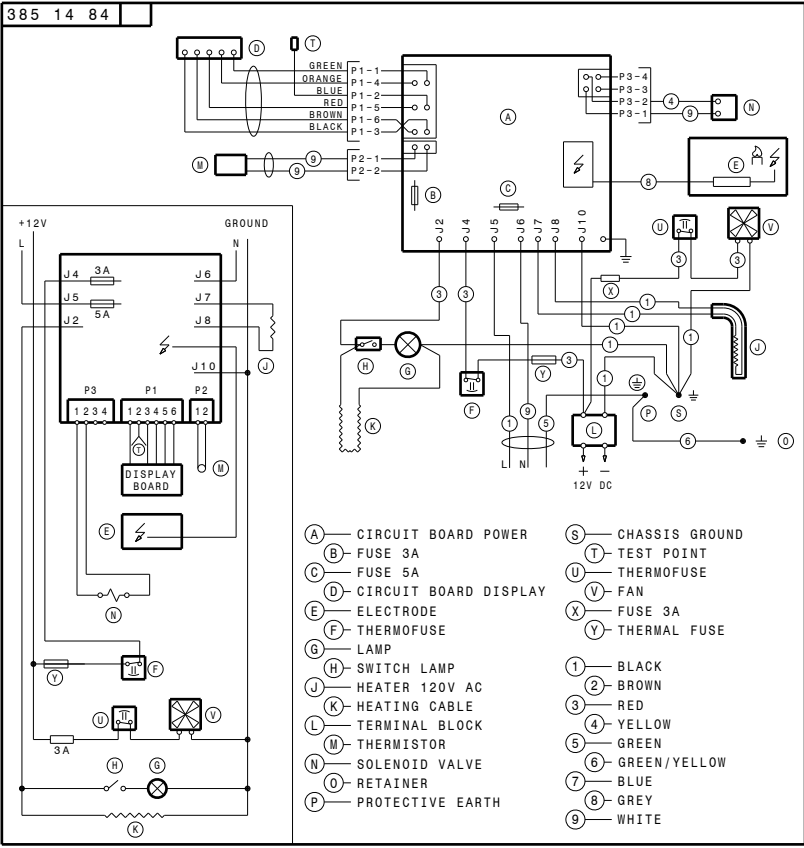 385 14 84
D
T
GREEN P1-1
ORANGE P1-4
BLUE P1-2
RED P1-5
BROWN P1-6
BLACK P1-3
M
9 P2-1
9 P2-2
A
B
C
J2 J4 J5 J6 J7 J8 J10
P3-4
P3-3
P3-2 4
P3-1 9 N
E
8
U
V
3
3
X
3
3
1
1
1
1
1
H
G
K
F
Y
3
1
1
9
5
L N
L
+ −
12V DC
P
S
J
6
O
+12V
GROUND
L
N
J4 3A
J6
J5 5A
J7
J2
J8
J10
J
P3
P1
P2
1 2 3 4
1 2 3 4 5 6
1 2
T
DISPLAY
BOARD
M
E
N
Y
F
U
V
3A
H
G
K
A CIRCUIT BOARD POWER
B FUSE 3A
C FUSE 5A
D CIRCUIT BOARD DISPLAY
E ELECTRODE
F THERMOFUSE
G LAMP
H SWITCH LAMP
J HEATER 120V AC
K HEATING CABLE
L TERMINAL BLOCK
M THERMISTOR
N SOLENOID VALVE
O RETAINER
P PROTECTIVE EARTH
S CHASSIS GROUND
T TEST POINT
U THERMOFUSE
V FAN
X FUSE 3A
Y THERMAL FUSE
1 BLACK
2 BROWN
3 RED
4 YELLOW
5 GREEN
6 GREEN/YELLOW
7 BLUE
8 GREY
9 WHITE